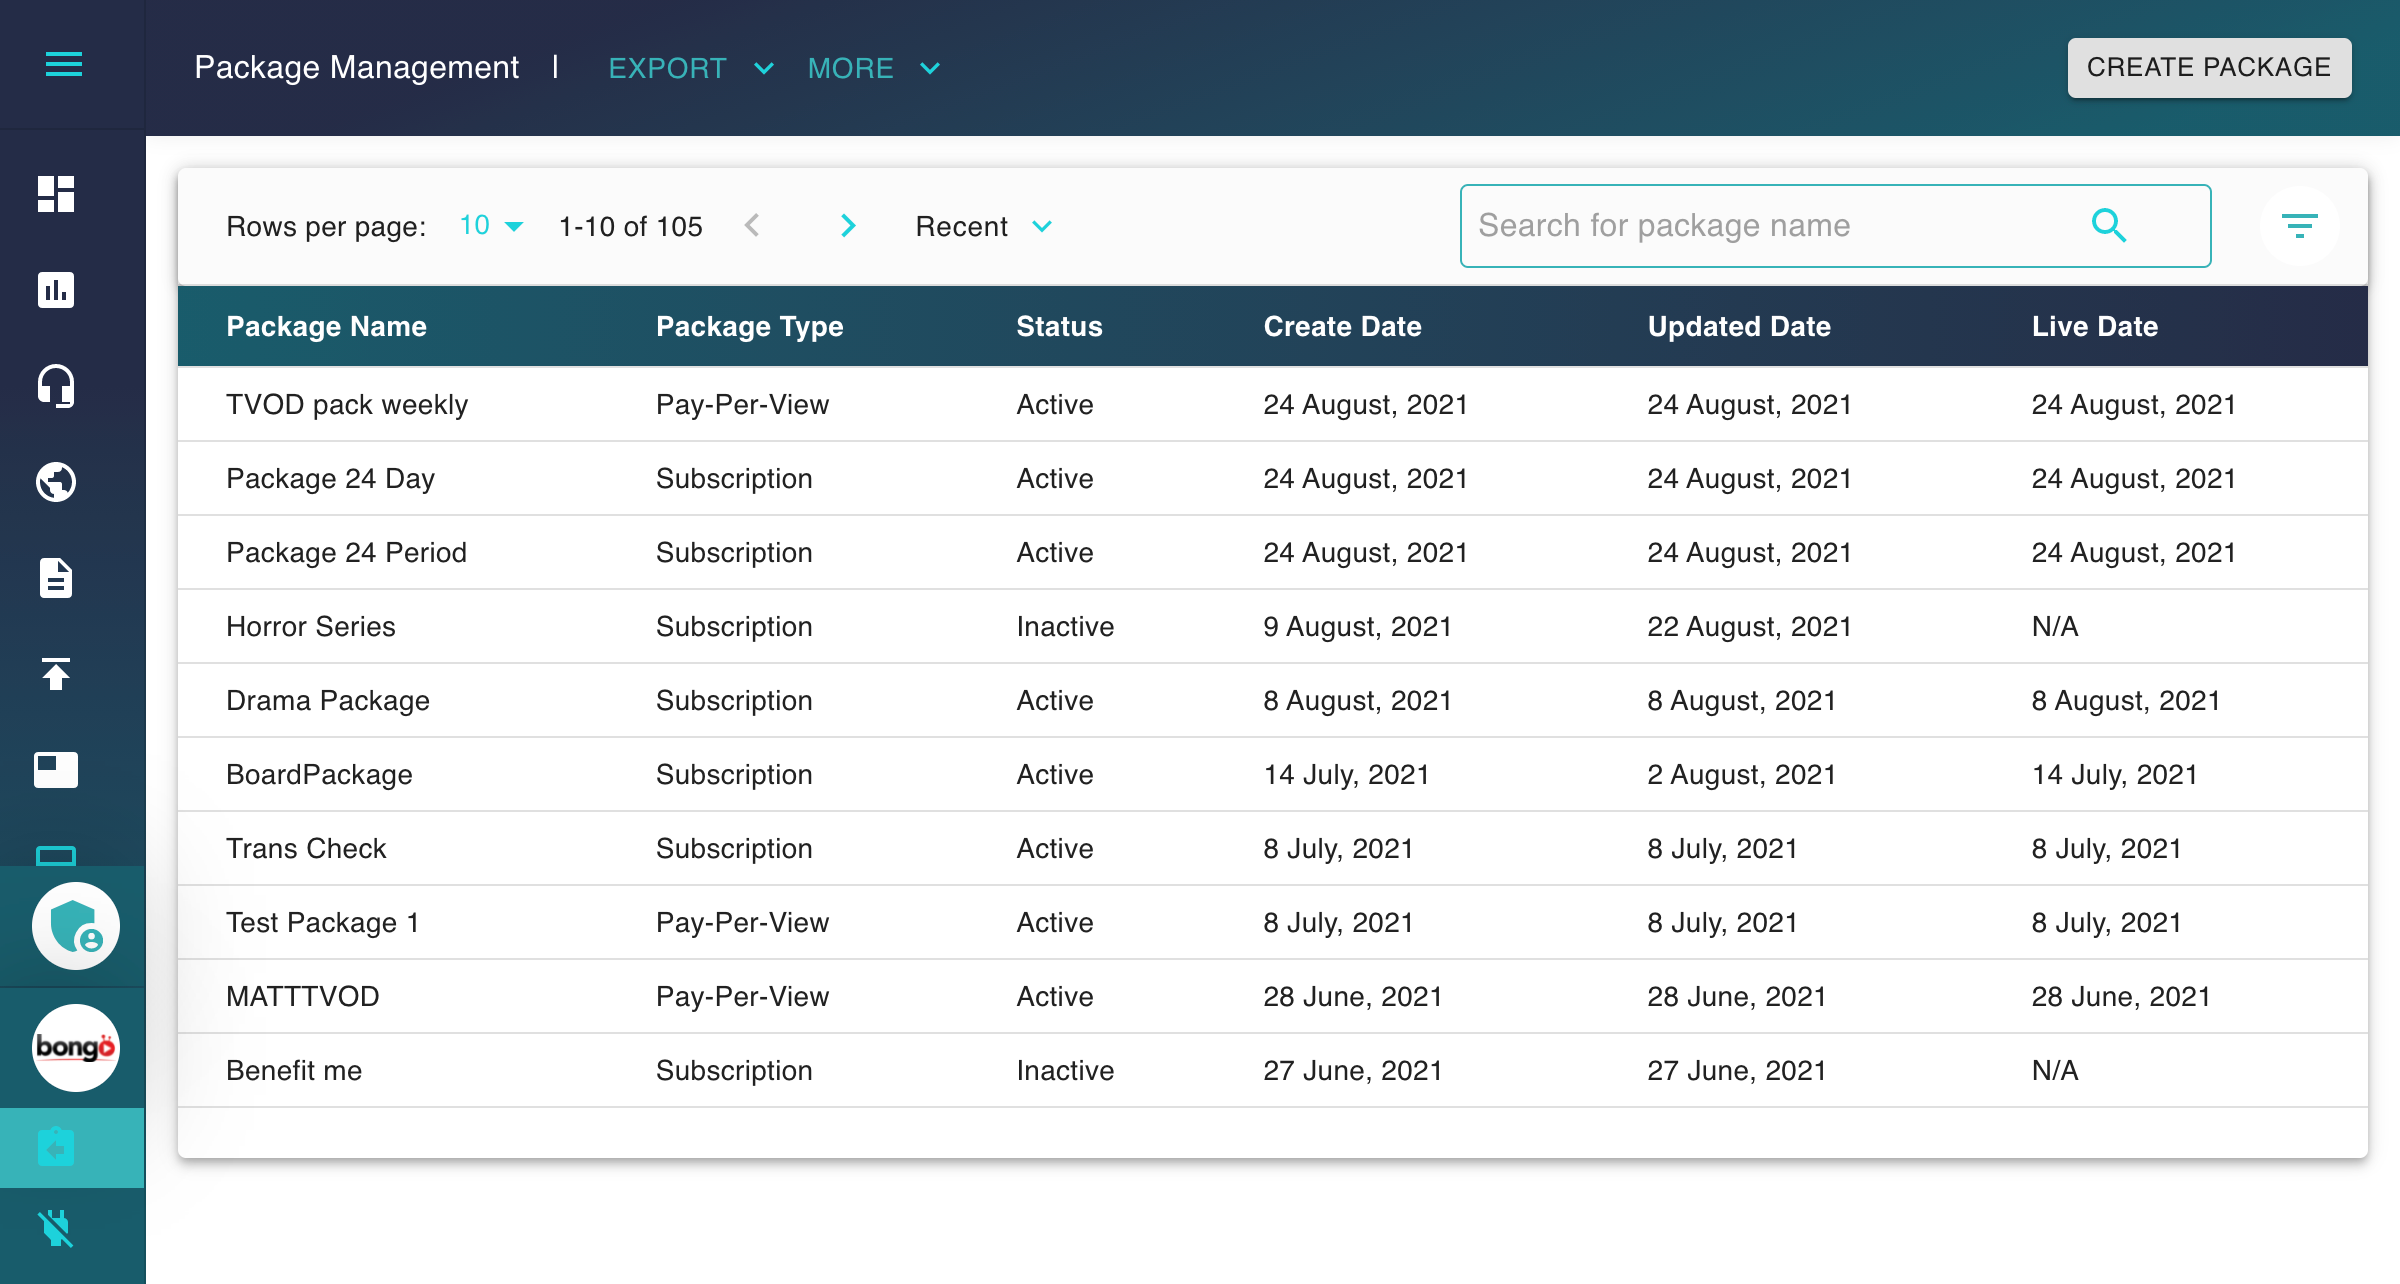 Package Management | EXPORT MORE CREATE PACKAGE
Rows per page: 10 1-10 of 105 Recent Search for package name
Package Name Package Type Status Create Date Updated Date Live Date
TVOD pack weekly Pay-Per-View Active 24 August, 2021 24 August, 2021 24 August, 2021
Package 24 Day Subscription Active 24 August, 2021 24 August, 2021 24 August, 2021
Package 24 Period Subscription Active 24 August, 2021 24 August, 2021 24 August, 2021
Horror Series Subscription Inactive 9 August, 2021 22 August, 2021 N/A
Drama Package Subscription Active 8 August, 2021 8 August, 2021 8 August, 2021
BoardPackage Subscription Active 14 July, 2021 2 August, 2021 14 July, 2021
Trans Check Subscription Active 8 July, 2021 8 July, 2021 8 July, 2021
Test Package 1 Pay-Per-View Active 8 July, 2021 8 July, 2021 8 July, 2021
MATTTVOD Pay-Per-View Active 28 June, 2021 28 June, 2021 28 June, 2021
bongo
Benefit me Subscription Inactive 27 June, 2021 27 June, 2021 N/A